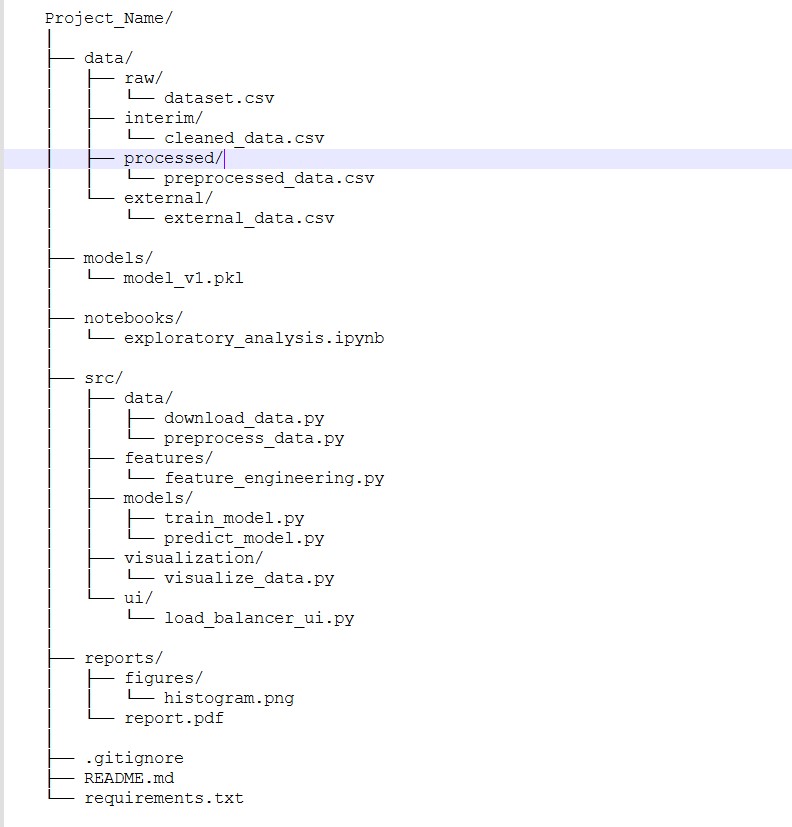 Project_Name/
│
├── data/
│   ├── raw/
│   │   └── dataset.csv
│   ├── interim/
│   │   └── cleaned_data.csv
│   ├── processed/
│   │   └── preprocessed_data.csv
│   └── external/
│       └── external_data.csv
│
├── models/
│   └── model_v1.pkl
│
├── notebooks/
│   └── exploratory_analysis.ipynb
│
├── src/
│   ├── data/
│   │   ├── download_data.py
│   │   └── preprocess_data.py
│   ├── features/
│   │   └── feature_engineering.py
│   ├── models/
│   │   ├── train_model.py
│   │   └── predict_model.py
│   ├── visualization/
│   │   └── visualize_data.py
│   └── ui/
│       └── load_balancer_ui.py
│
├── reports/
│   ├── figures/
│   │   └── histogram.png
│   └── report.pdf
│
├── .gitignore
├── README.md
└── requirements.txt